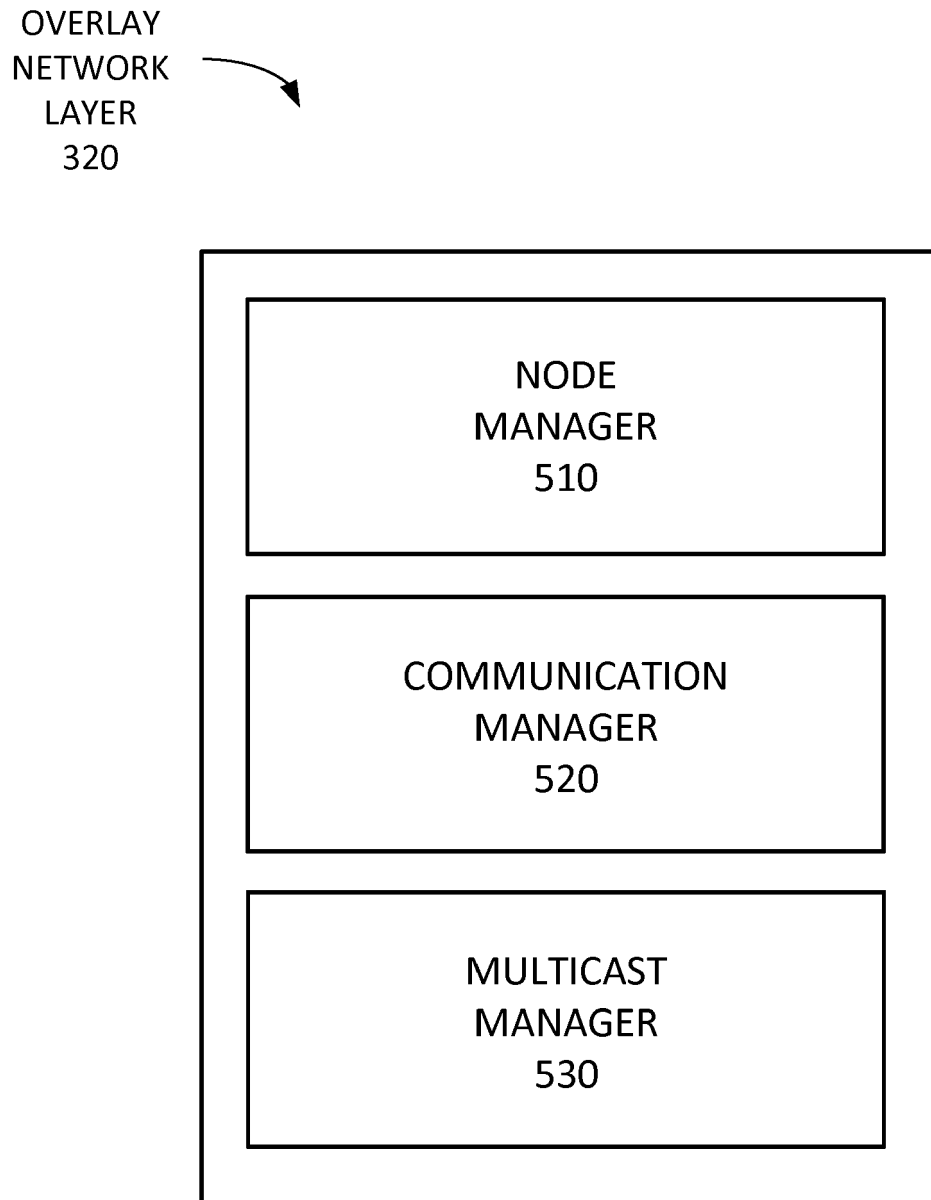 OVERLAY
NETWORK
LAYER
320
NODE
MANAGER
510
COMMUNICATION
MANAGER
520
MULTICAST
MANAGER
530